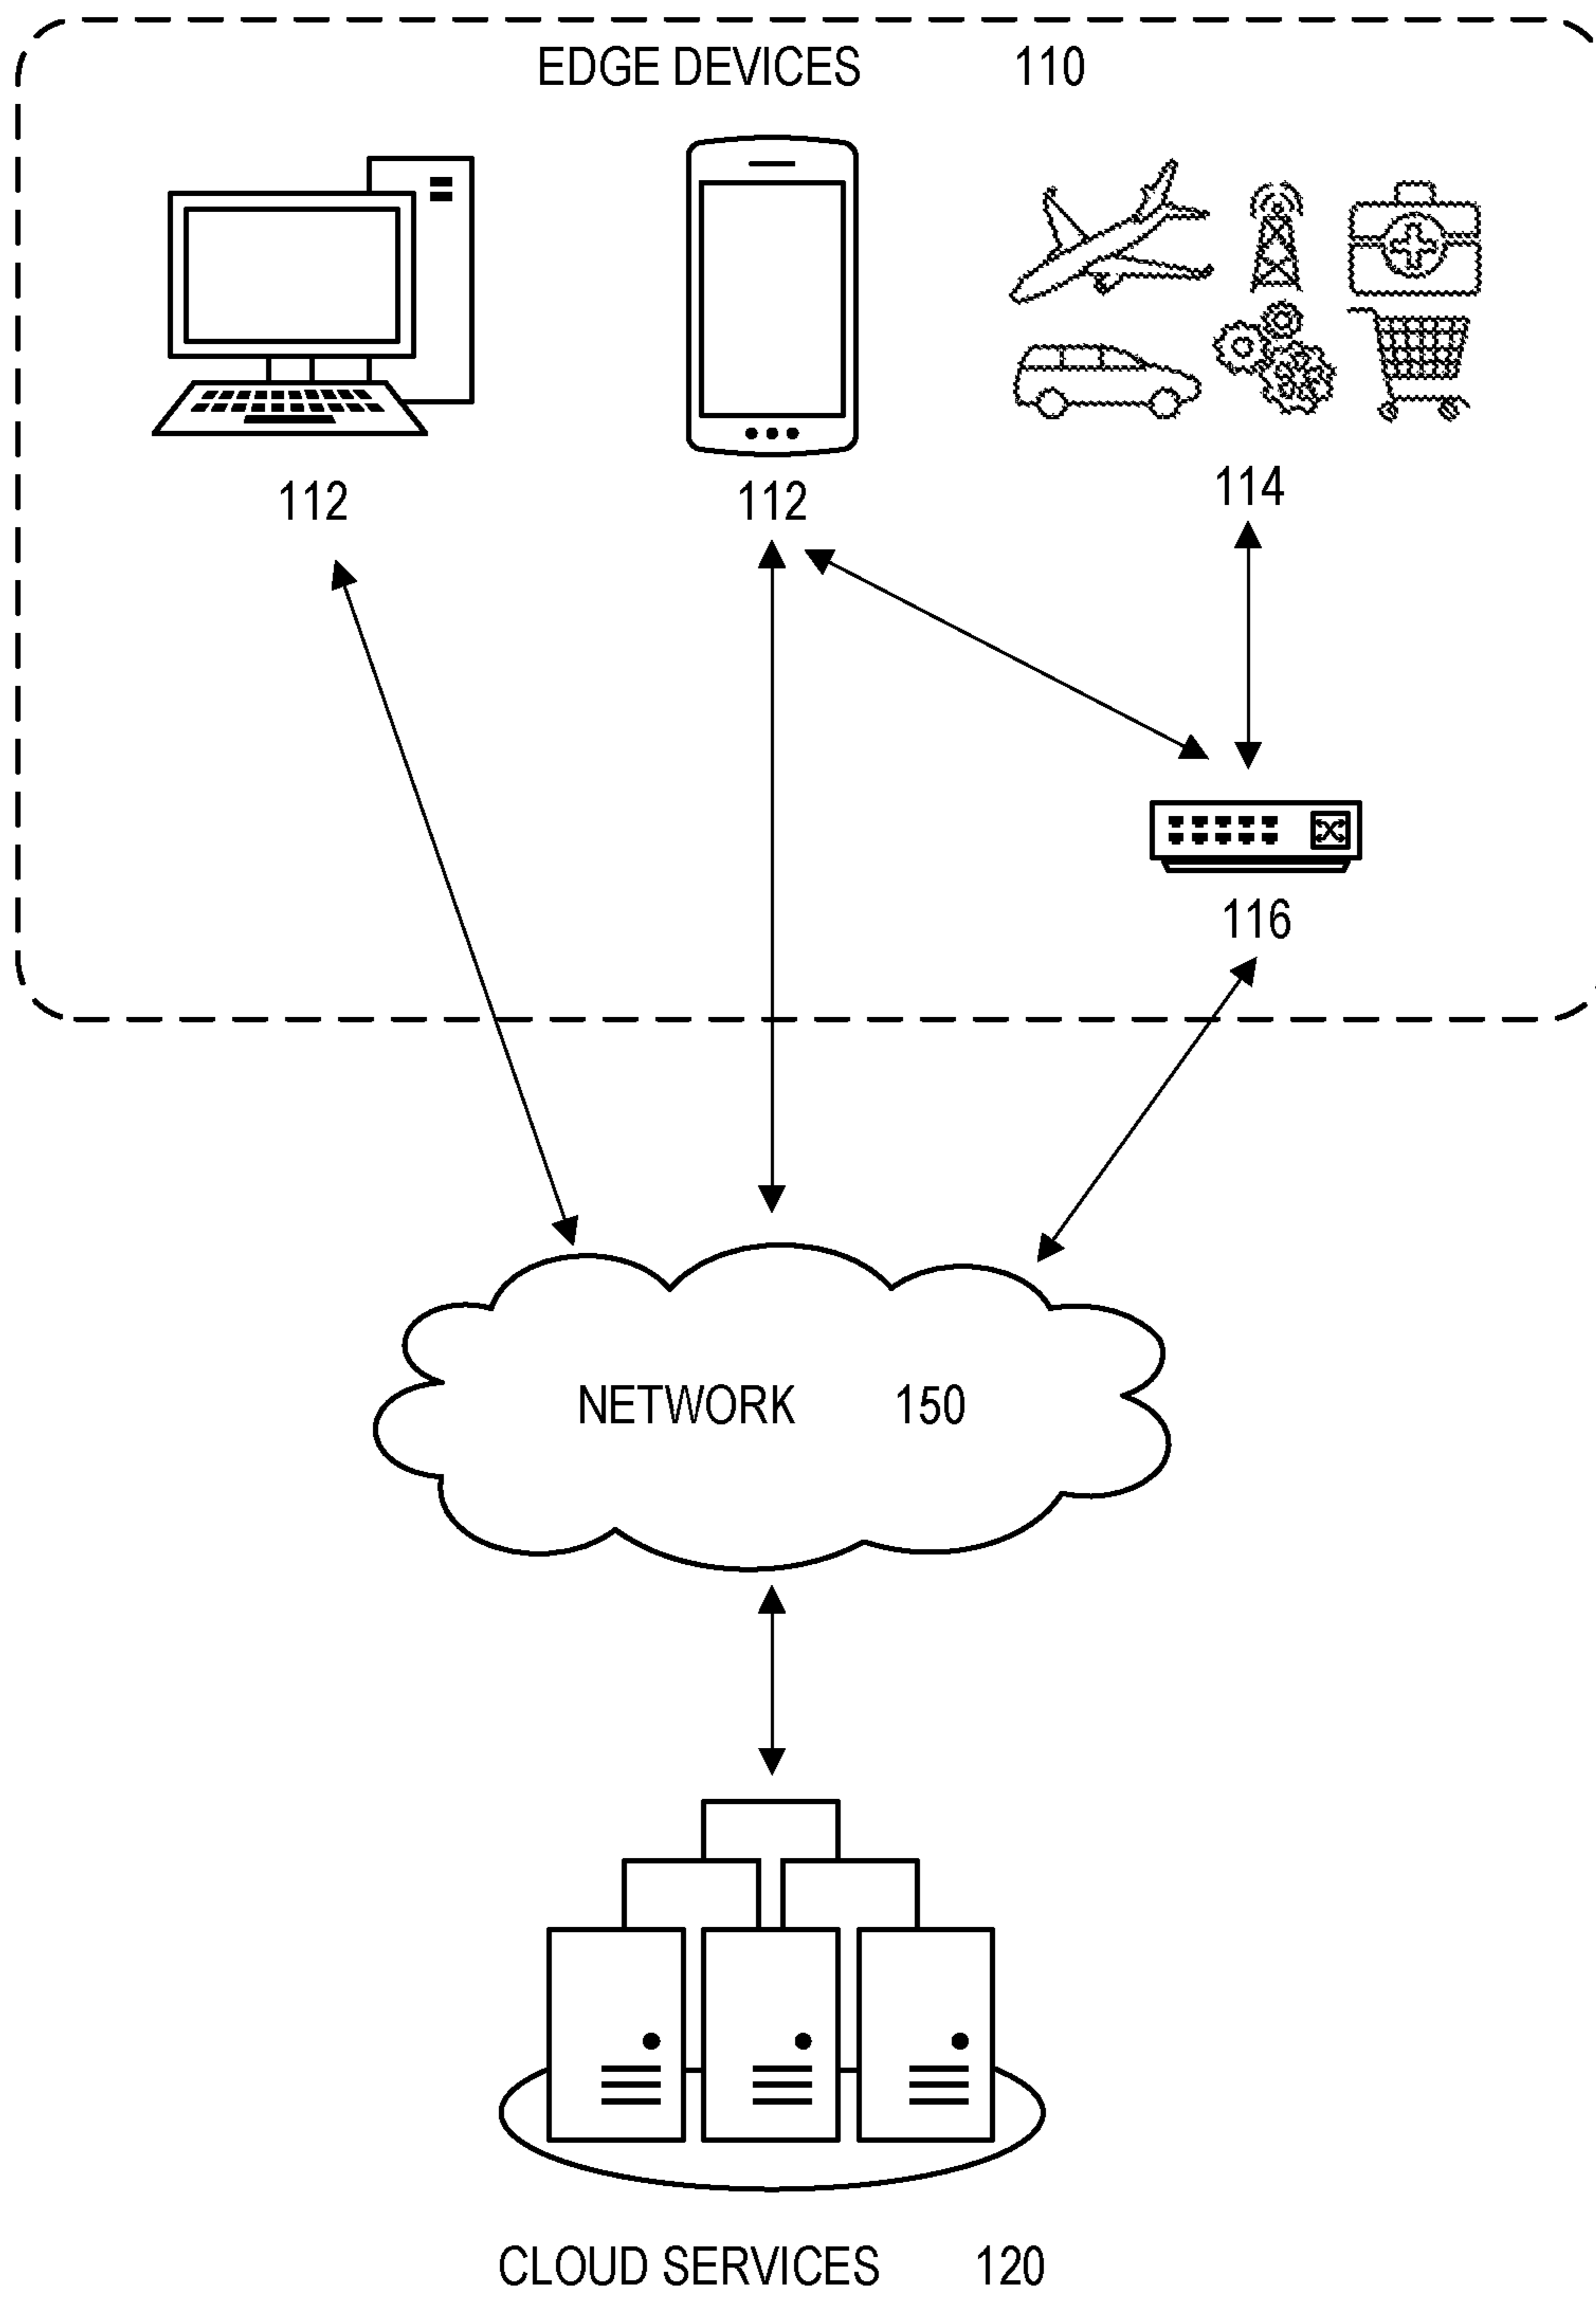 EDGE DEVICES 110
112
112
114
116
NETWORK 150
CLOUD SERVICES 120